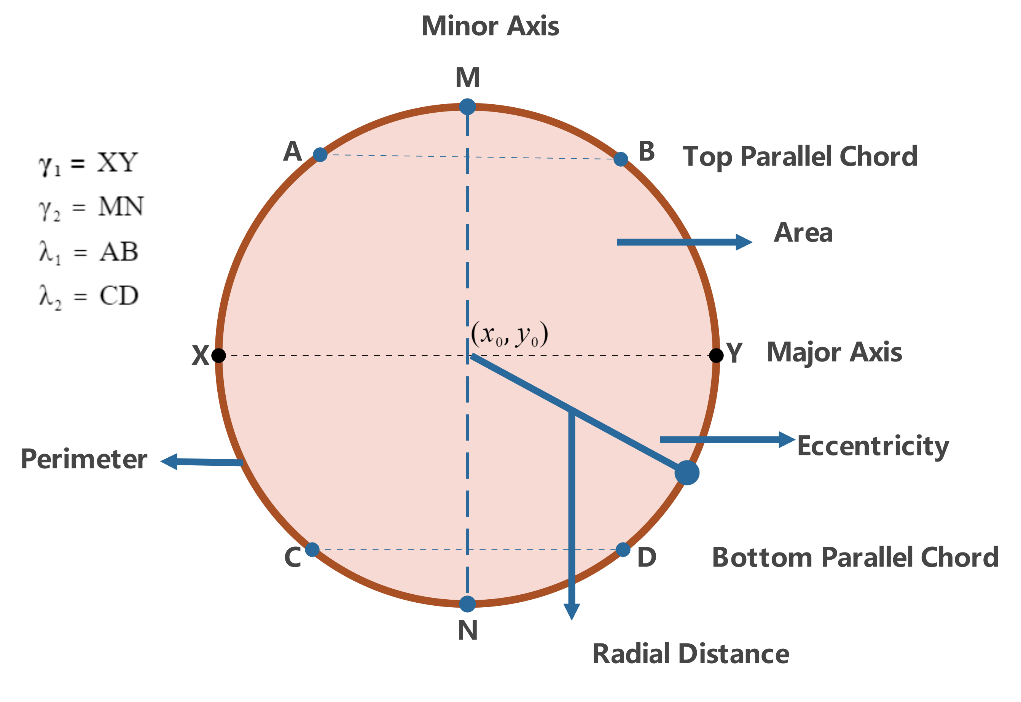 Minor Axis
M
A
B
Top Parallel Chord
γ₁ = XY
γ₂ = MN
λ₁ = AB
λ₂ = CD
Area
(x₀, y₀)
X
Y
Major Axis
Perimeter
Eccentricity
C
D
Bottom Parallel Chord
N
Radial Distance